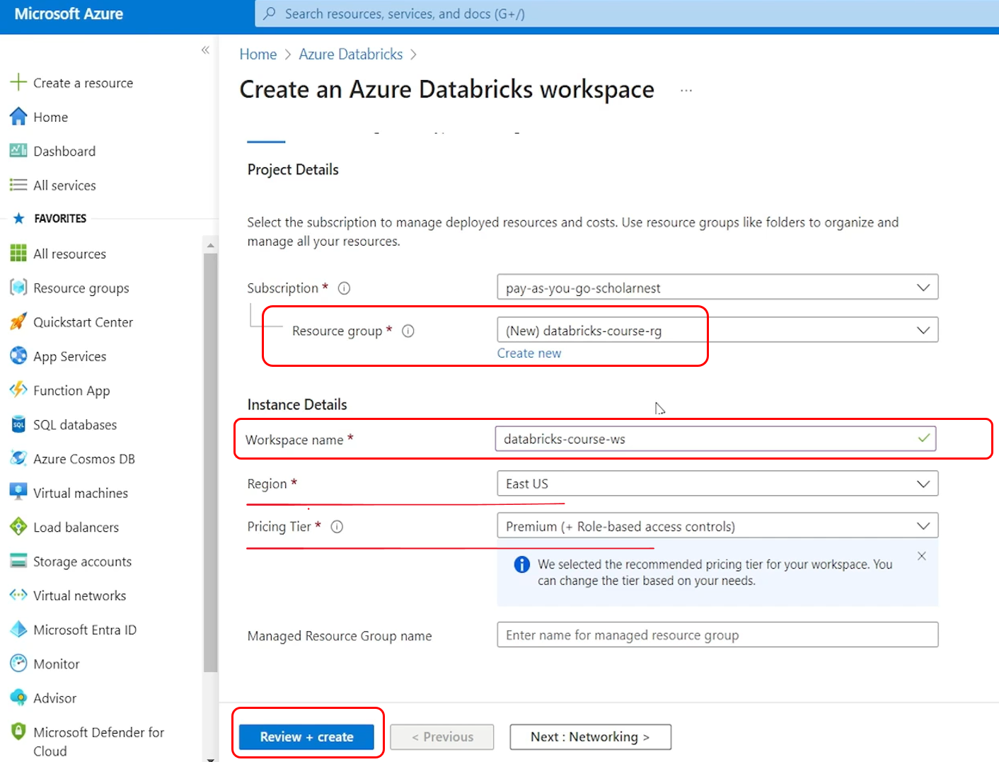 Microsoft Azure
Search resources, services, and docs (G+/)
«
Create a resource
Home
Dashboard
All services
FAVORITES
All resources
Resource groups
Quickstart Center
App Services
Function App
SQL databases
Azure Cosmos DB
Virtual machines
Load balancers
Storage accounts
Virtual networks
Microsoft Entra ID
Monitor
Advisor
Microsoft Defender for
Cloud
Home > Azure Databricks >
Create an Azure Databricks workspace ...
Project Details
Select the subscription to manage deployed resources and costs. Use resource groups like folders to organize and
manage all your resources.
Subscription * pay-as-you-go-scholarnest
Resource group * (New) databricks-course-rg
Create new
Instance Details
Workspace name * databricks-course-ws
Region * East US
Pricing Tier * Premium (+ Role-based access controls)
We selected the recommended pricing tier for your workspace. You
can change the tier based on your needs.
Managed Resource Group name Enter name for managed resource group
Review + create < Previous Next : Networking >